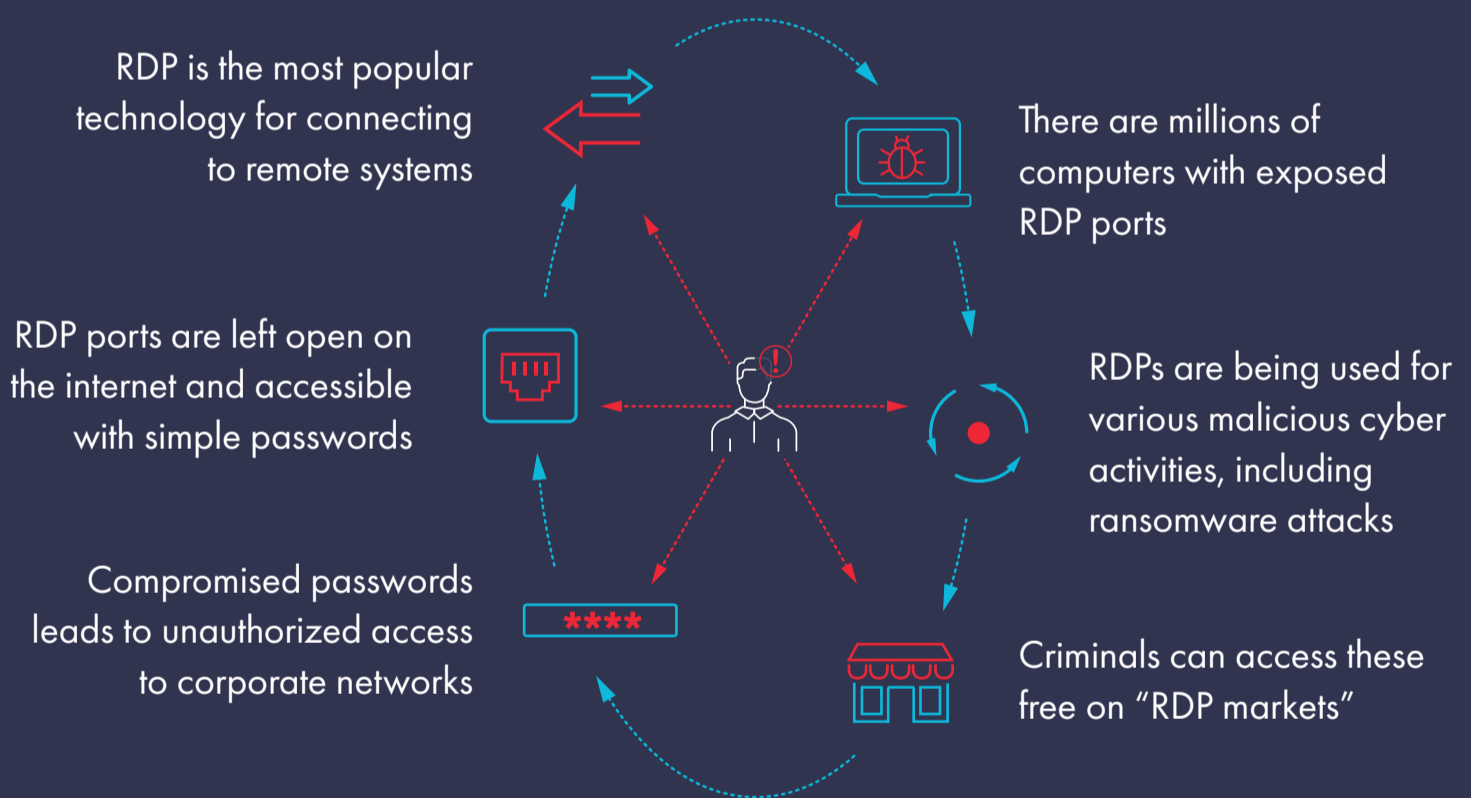 RDP is the most popular
technology for connecting
to remote systems
There are millions of
computers with exposed
RDP ports
RDPs are being used for
various malicious cyber
activities, including
ransomware attacks
Criminals can access these
free on “RDP markets”
****
Compromised passwords
leads to unauthorized access
to corporate networks
RDP ports are left open on
the internet and accessible
with simple passwords
!